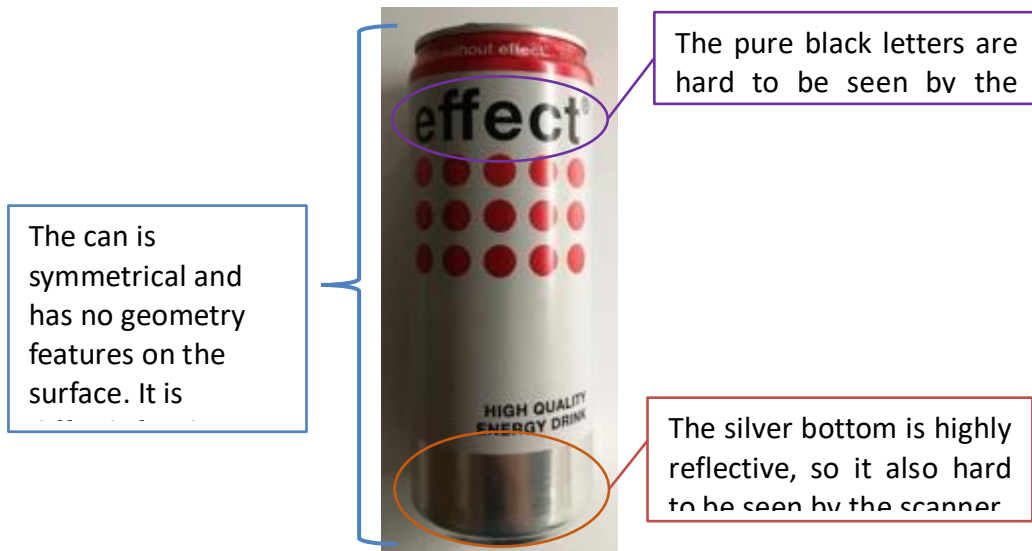 without effect
The pure black letters are
hard to be seen by the
effect®
The can is
symmetrical and
has no geometry
features on the
surface. It is
HIGH QUALITY
ENERGY DRINK
The silver bottom is highly
reflective, so it also hard
to be seen by the scanner